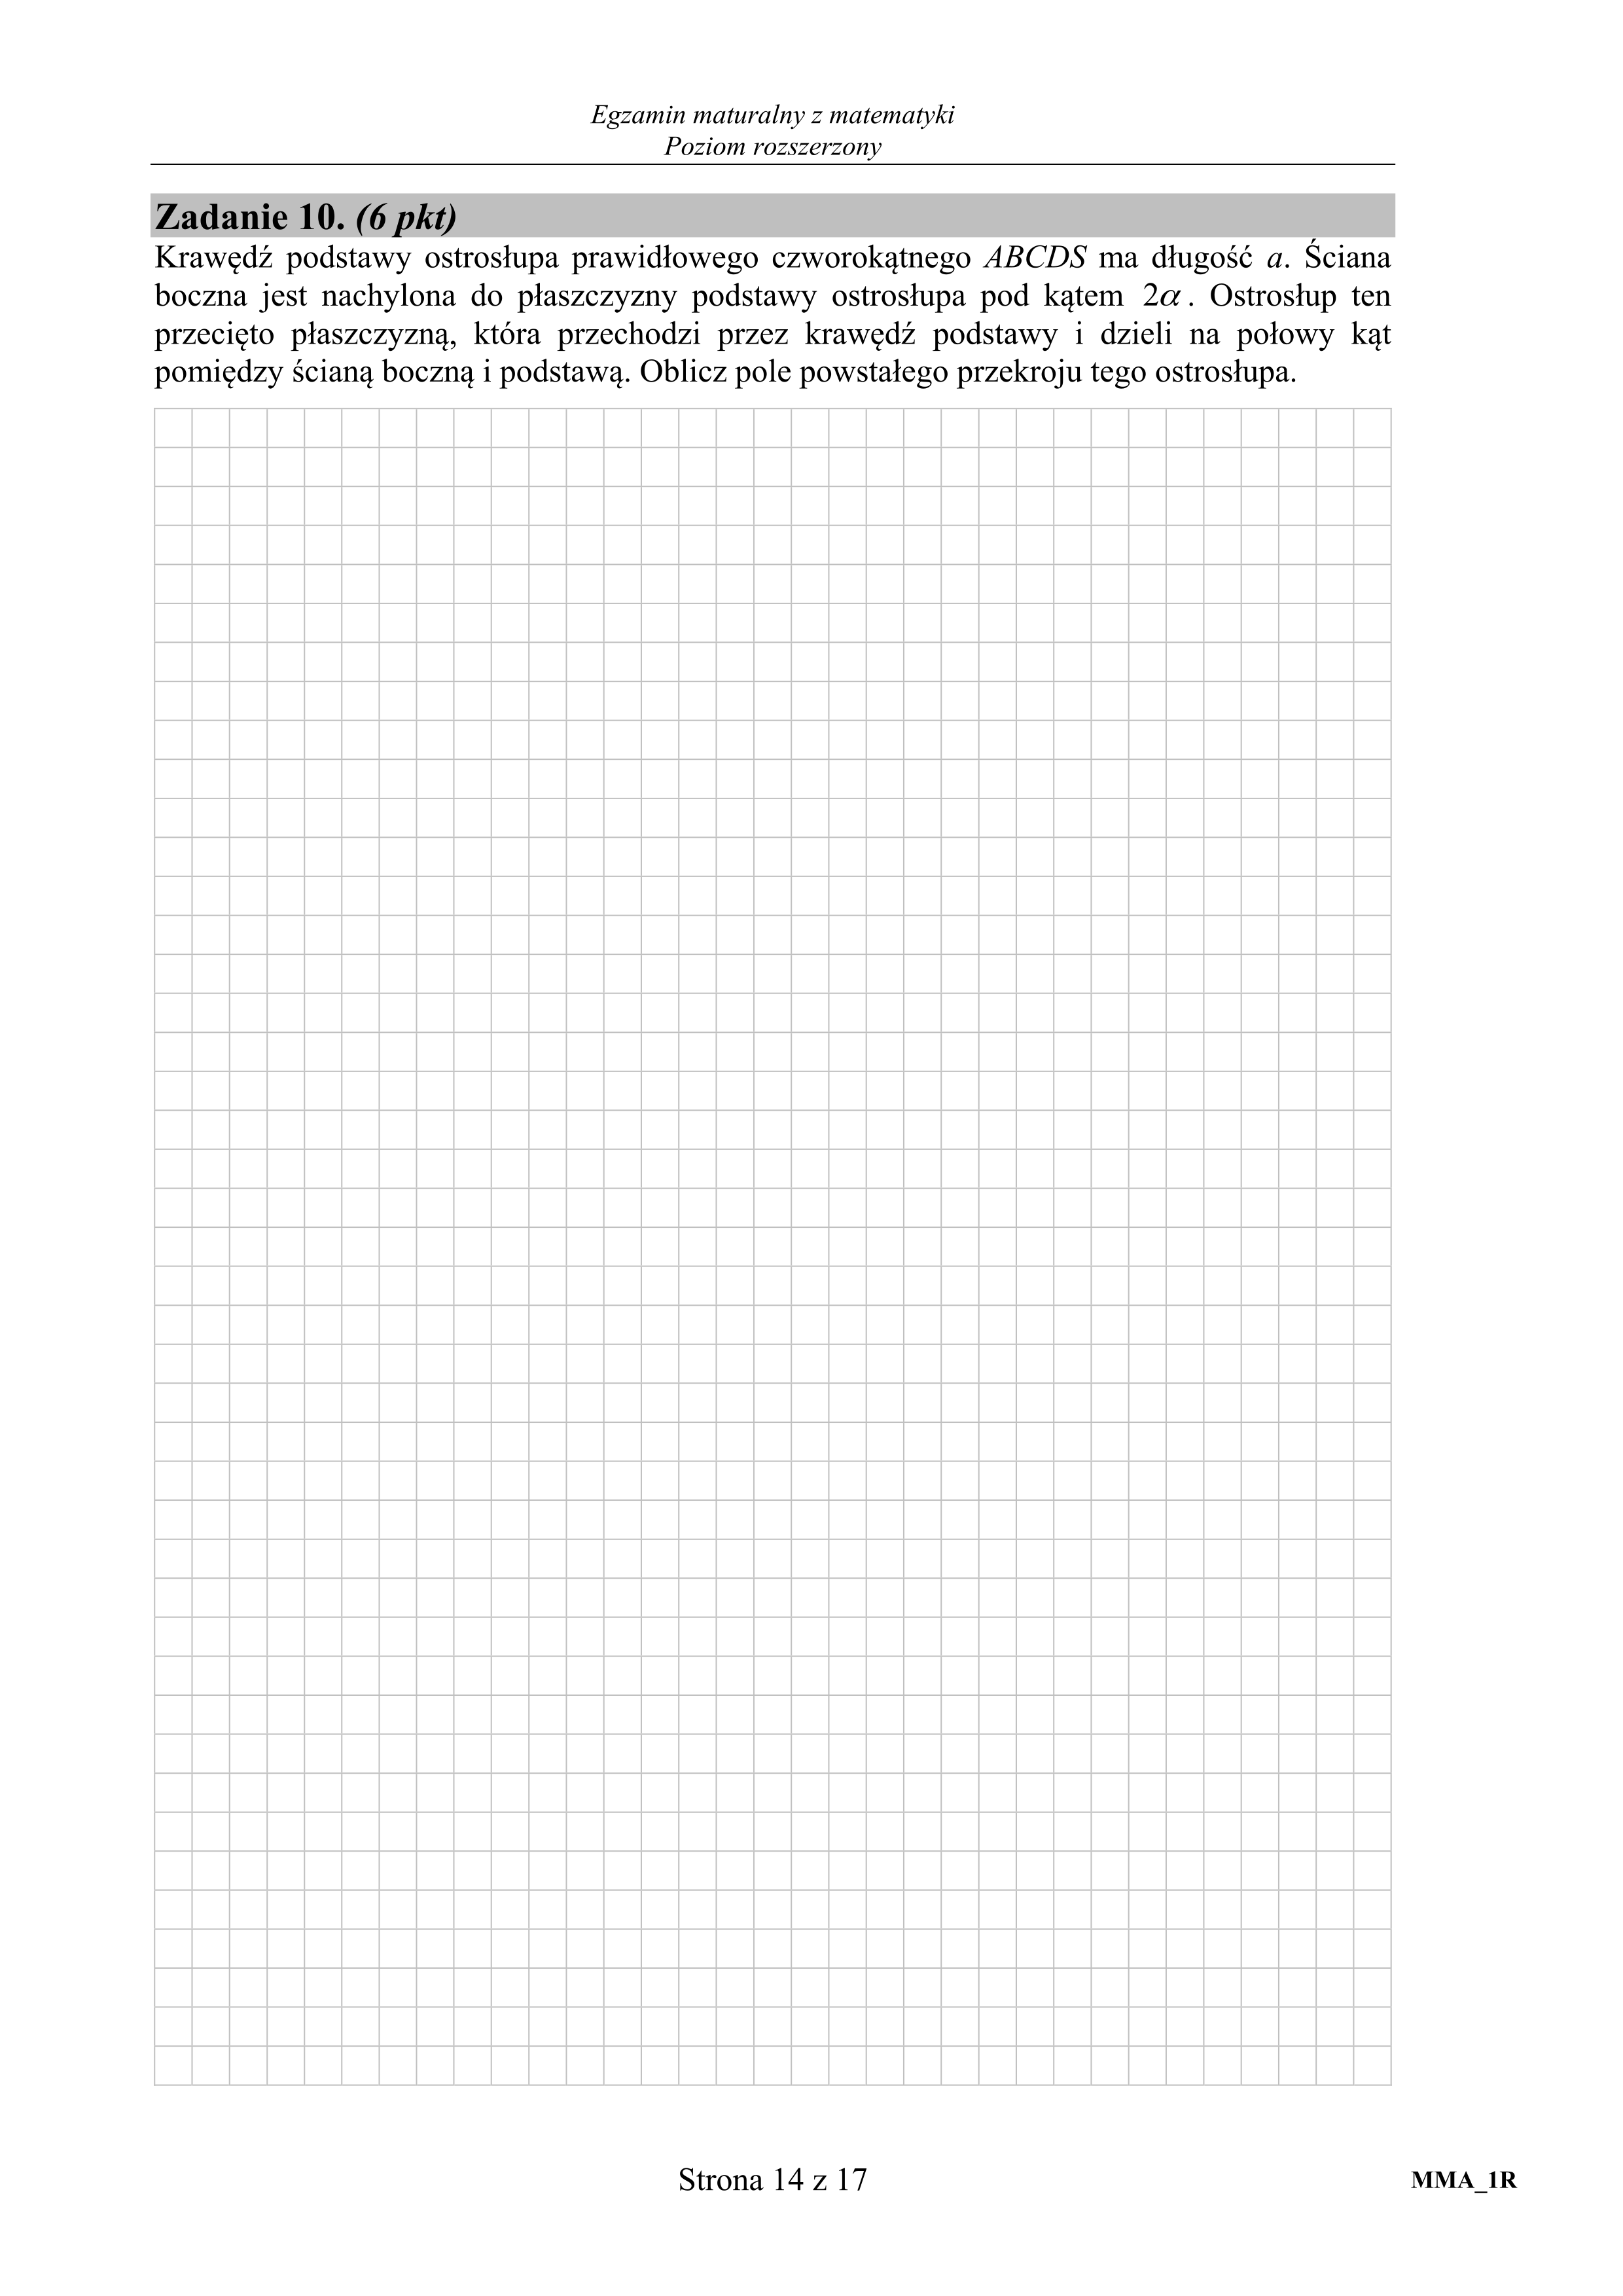 Egzamin maturalny z matematyki
Poziom rozszerzony
Zadanie 10. (6 pkt)
Krawędź podstawy ostrosłupa prawidłowego czworokątnego ABCDS ma długość a. Ściana
boczna jest nachylona do płaszczyzny podstawy ostrosłupa pod kątem 2α . Ostrosłup ten
przecięto płaszczyzną, która przechodzi przez krawędź podstawy i dzieli na połowy kąt
pomiędzy ścianą boczną i podstawą. Oblicz pole powstałego przekroju tego ostrosłupa.
Strona 14 z 17
MMA_1R